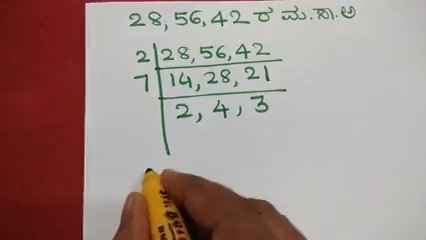 28, 56, 42 ರ ಮ.ಸಾ.ಅ
2 28, 56, 42
7 14, 28, 21
2, 4, 3